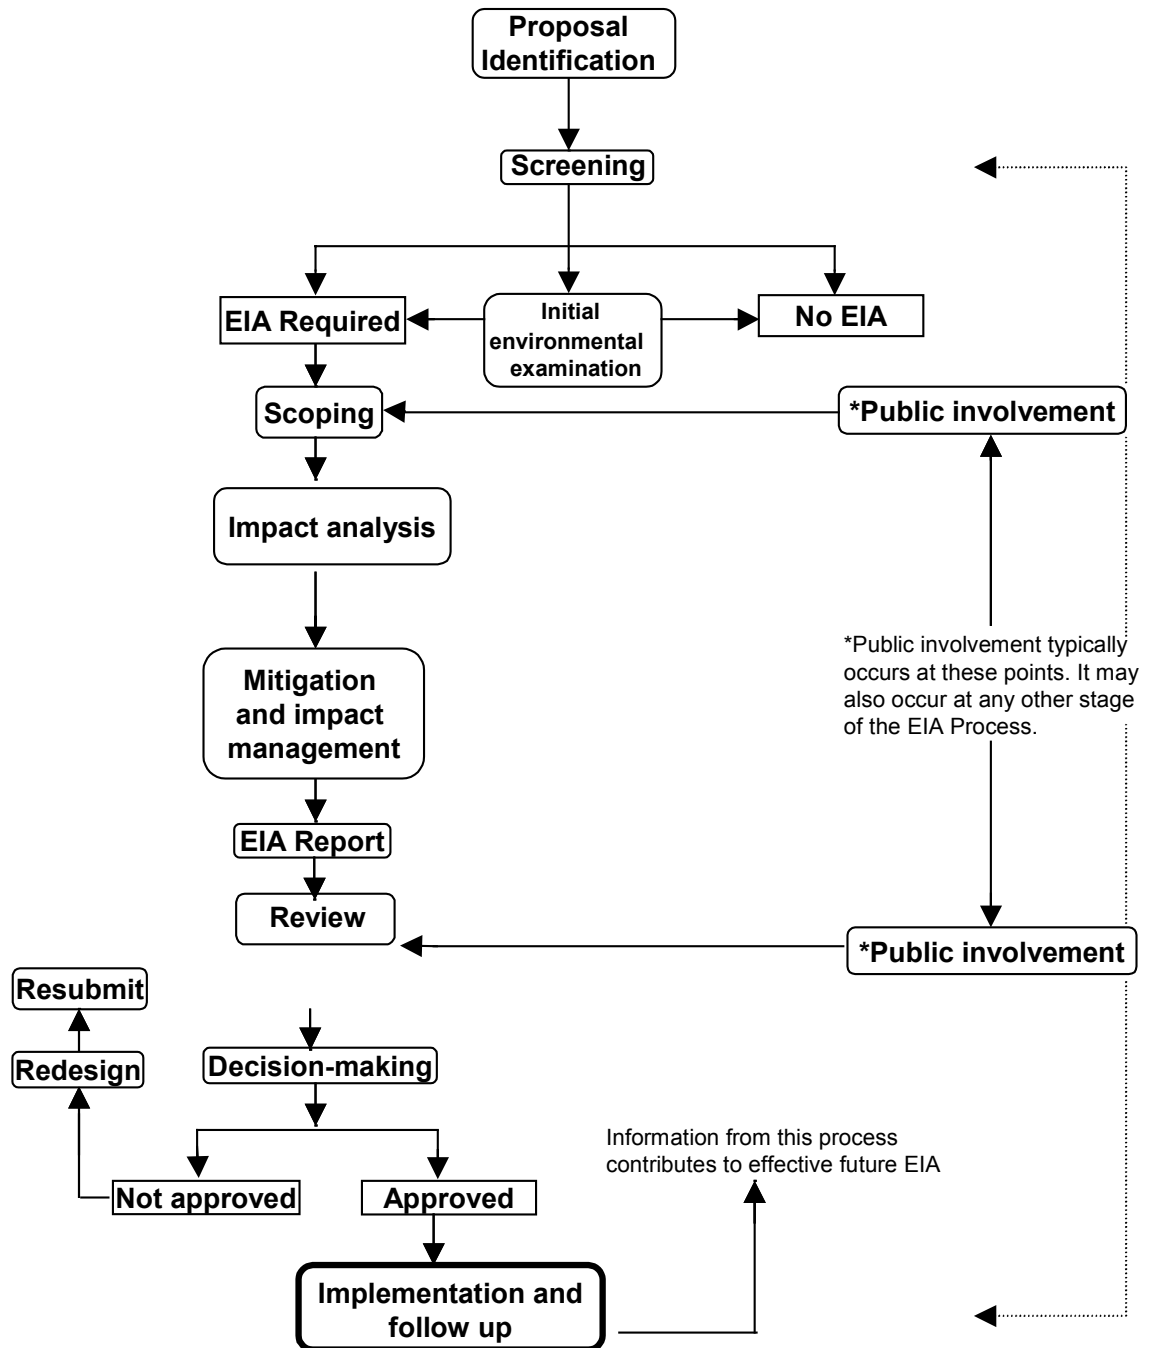 Proposal
Identification
Screening
EIA Required
Initial
environmental
examination
No EIA
Scoping
*Public involvement
Impact analysis
*Public involvement typically
occurs at these points. It may
also occur at any other stage
of the EIA Process.
Mitigation
and impact
management
EIA Report
Review
*Public involvement
Resubmit
Redesign
Decision-making
Information from this process
contributes to effective future EIA
Not approved
Approved
Implementation and
follow up